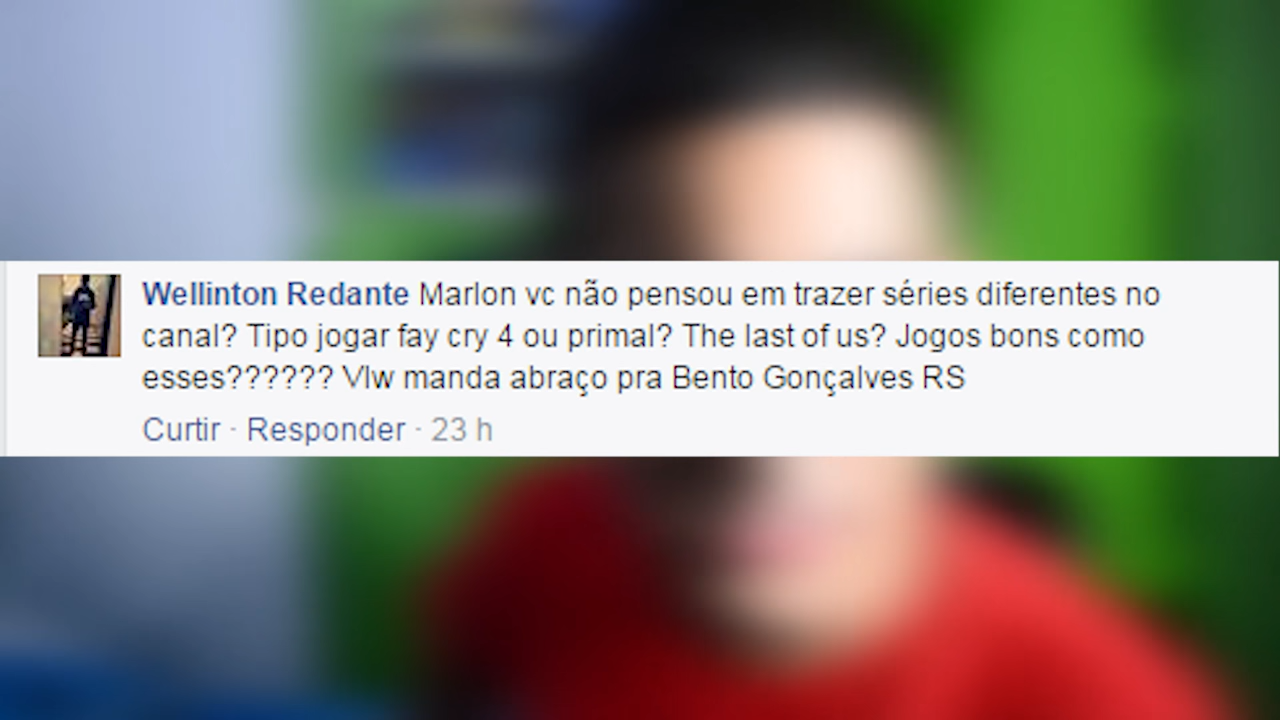 Wellinton Redante Marlon vc não pensou em trazer séries diferentes no
canal? Tipo jogar fay cry 4 ou primal? The last of us? Jogos bons como
esses?????? Vlw manda abraço pra Bento Gonçalves RS
Curtir · Responder · 23 h